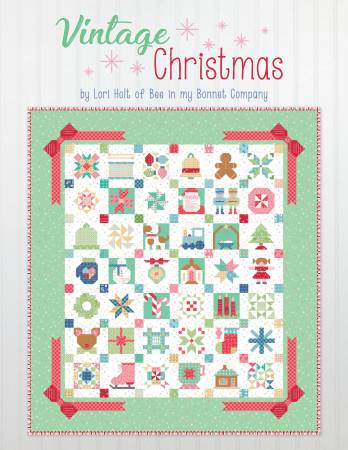 Vintage
Christmas
by Lori Holt of Bee in my Bonnet Company